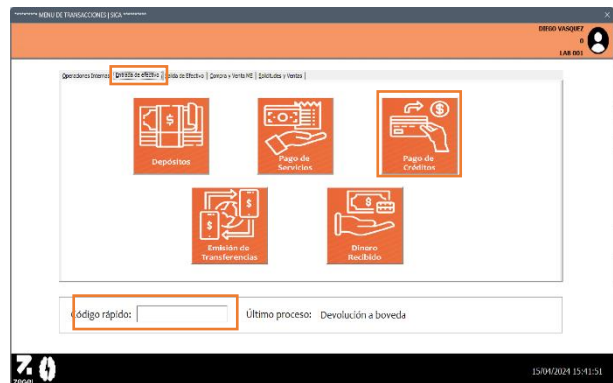 ********* MENU DE TRANSACCIONES | SICA *********
DIEGO VASQUEZ
0
LAB 001
Operaciones Internas | Entrada de efectivo | Salida de Efectivo | Compra y Venta ME | Solicitudes y Ventas |
Depósitos
Pago de
Servicios
Pago de
Créditos
Emisión de
Transferencias
Dinero
Recibido
Código rápido:
Último proceso: Devolución a boveda
15/04/2024 15:41:51